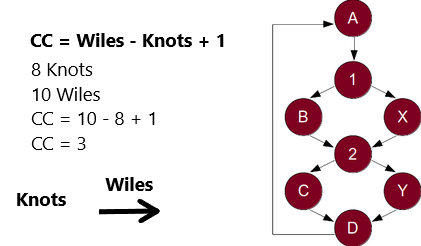 CC = Wiles - Knots + 1
8 Knots
10 Wiles
CC = 10 - 8 + 1
CC = 3
Knots
Wiles
A
1
B
X
2
C
Y
D